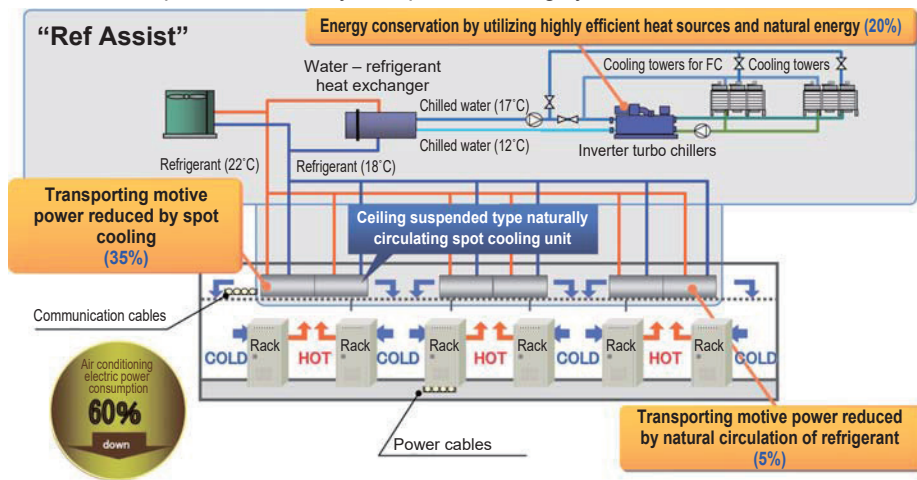 “Ref Assist”
Energy conservation by utilizing highly efficient heat sources and natural energy (20%)
Water – refrigerant
heat exchanger
Cooling towers for FC
Cooling towers
Chilled water (17˚C)
Chilled water (12˚C)
Inverter turbo chillers
Refrigerant (22˚C)
Refrigerant (18˚C)
Transporting motive
power reduced by spot
cooling
(35%)
Ceiling suspended type naturally
circulating spot cooling unit
Communication cables
COLD
Rack
HOT
Rack
COLD
Rack
HOT
Rack
COLD
Rack
HOT
Rack
COLD
Air conditioning
electric power
consumption
60%
down
Power cables
Transporting motive power reduced
by natural circulation of refrigerant
(5%)